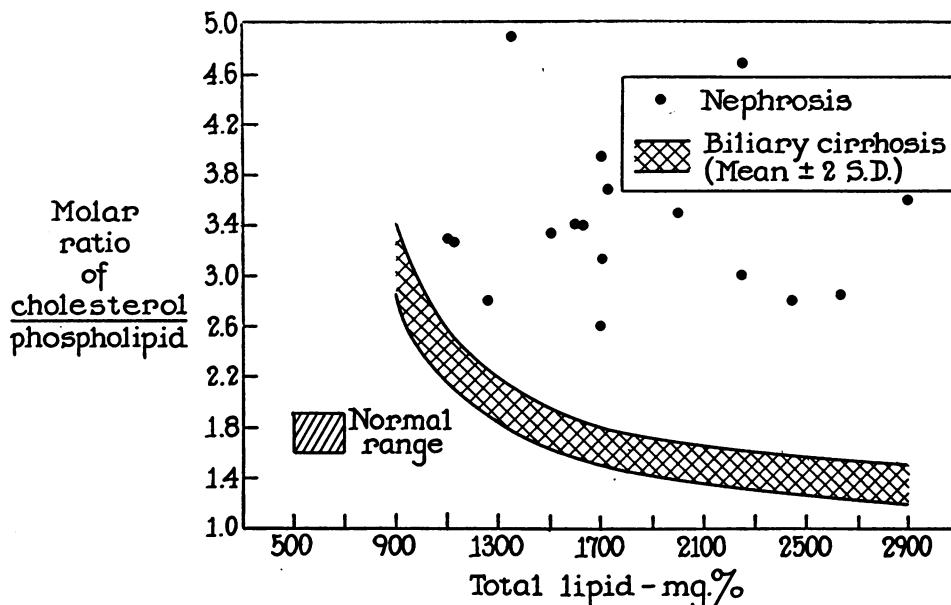 5.0
4.6
4.2
3.8
3.4
3.0
2.6
2.2
1.8
1.4
1.0
Molar
ratio
of
cholesterol
phospholipid
Nephrosis
Biliary cirrhosis
(Mean ± 2 S.D.)
Normal
range
500 900 1300 1700 2100 2500 2900
Total lipid - mg.%